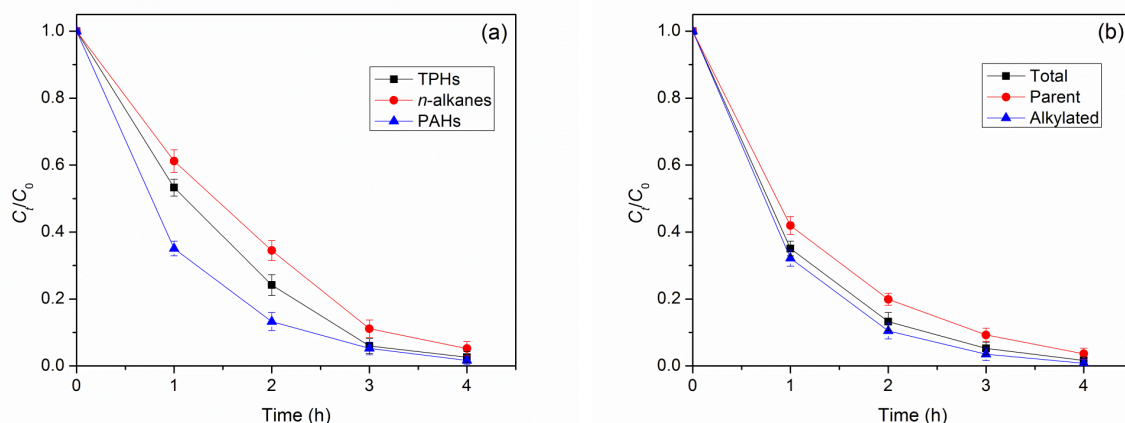 (a)
TPHs
n-alkanes
PAHs
1.0
0.8
0.6
0.4
0.2
0.0
Ct/C0
0 1 2 3 4
Time (h)
(b)
Total
Parent
Alkylated
1.0
0.8
0.6
0.4
0.2
0.0
Ct/C0
0 1 2 3 4
Time (h)